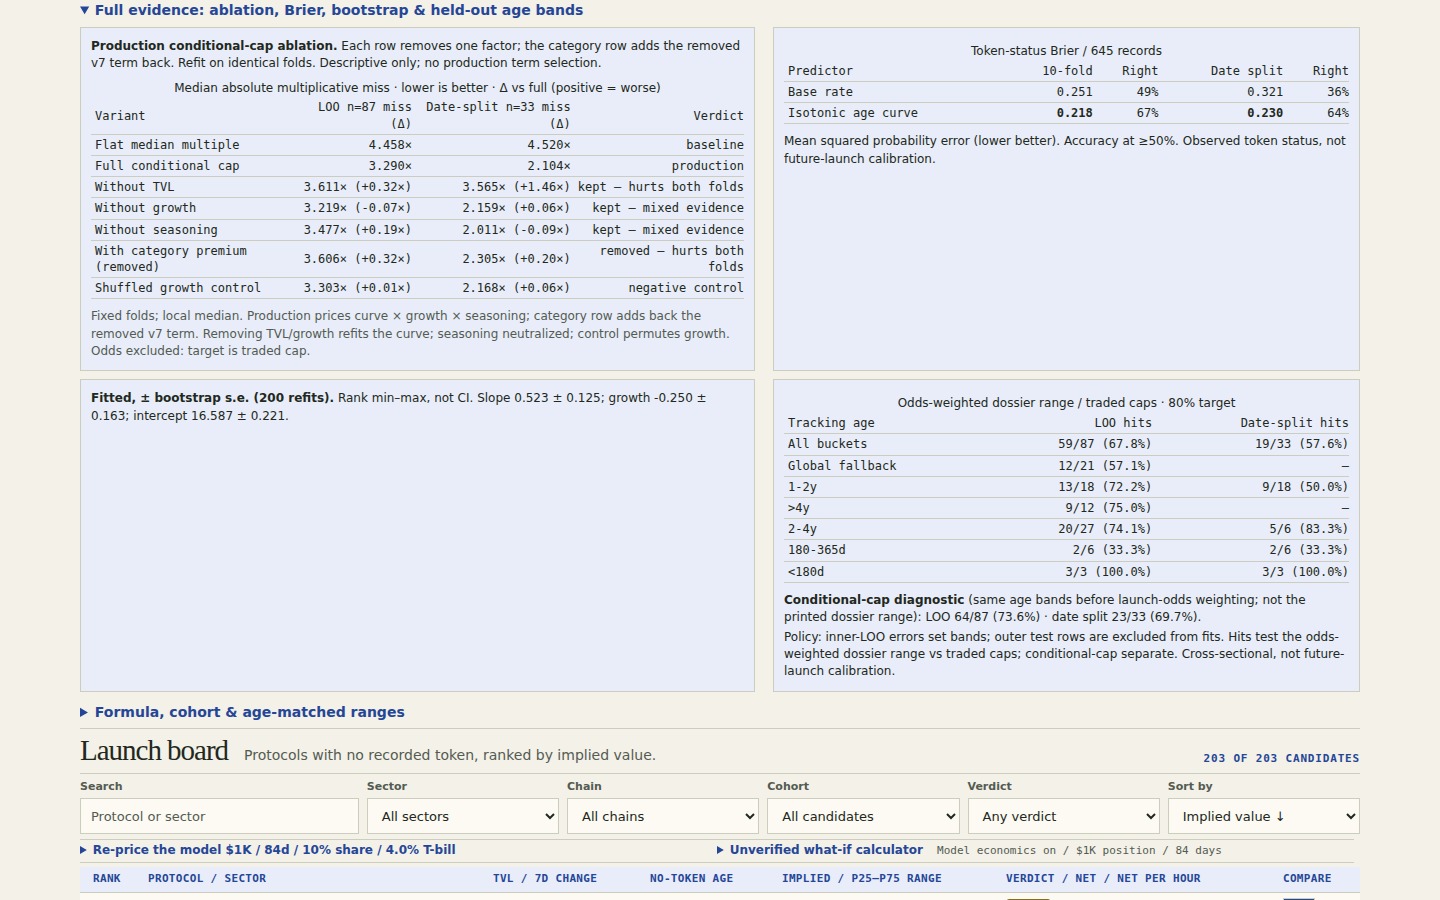 ▼ Full evidence: ablation, Brier, bootstrap & held-out age bands
Production conditional-cap ablation. Each row removes one factor; the category row adds the removed
v7 term back. Refit on identical folds. Descriptive only; no production term selection.
Median absolute multiplicative miss · lower is better · Δ vs full (positive = worse)
Variant LOO n=87 miss (Δ) Date-split n=33 miss (Δ) Verdict
Flat median multiple 4.458× 4.520× baseline
Full conditional cap 3.290× 2.104× production
Without TVL 3.611× (+0.32×) 3.565× (+1.46×) kept — hurts both folds
Without growth 3.219× (-0.07×) 2.159× (+0.06×) kept — mixed evidence
Without seasoning 3.477× (+0.19×) 2.011× (-0.09×) kept — mixed evidence
With category premium (removed) 3.606× (+0.32×) 2.305× (+0.20×) removed — hurts both folds
Shuffled growth control 3.303× (+0.01×) 2.168× (+0.06×) negative control
Fixed folds; local median. Production prices curve × growth × seasoning; category row adds back the
removed v7 term. Removing TVL/growth refits the curve; seasoning neutralized; control permutes growth.
Odds excluded: target is traded cap.
Token-status Brier / 645 records
Predictor 10-fold Right Date split Right
Base rate 0.251 49% 0.321 36%
Isotonic age curve 0.218 67% 0.230 64%
Mean squared probability error (lower better). Accuracy at ≥50%. Observed token status, not
future-launch calibration.
Fitted, ± bootstrap s.e. (200 refits). Rank min–max, not CI. Slope 0.523 ± 0.125; growth -0.250 ±
0.163; intercept 16.587 ± 0.221.
Odds-weighted dossier range / traded caps · 80% target
Tracking age LOO hits Date-split hits
All buckets 59/87 (67.8%) 19/33 (57.6%)
Global fallback 12/21 (57.1%) —
1-2y 13/18 (72.2%) 9/18 (50.0%)
>4y 9/12 (75.0%) —
2-4y 20/27 (74.1%) 5/6 (83.3%)
180-365d 2/6 (33.3%) 2/6 (33.3%)
<180d 3/3 (100.0%) 3/3 (100.0%)
Conditional-cap diagnostic (same age bands before launch-odds weighting; not the
printed dossier range): LOO 64/87 (73.6%) · date split 23/33 (69.7%).
Policy: inner-LOO errors set bands; outer test rows are excluded from fits. Hits test the odds-
weighted dossier range vs traded caps; conditional-cap separate. Cross-sectional, not future-
launch calibration.
▶ Formula, cohort & age-matched ranges
Launch board Protocols with no recorded token, ranked by implied value. 203 OF 203 CANDIDATES
Search Sector Chain Cohort Verdict Sort by
Protocol or sector All sectors All chains All candidates Any verdict Implied value ↓
▶ Re-price the model $1K / 84d / 10% share / 4.0% T-bill ▶ Unverified what-if calculator Model economics on / $1K position / 84 days
RANK PROTOCOL / SECTOR TVL / 7D CHANGE NO-TOKEN AGE IMPLIED / P25–P75 RANGE VERDICT / NET / NET PER HOUR COMPARE